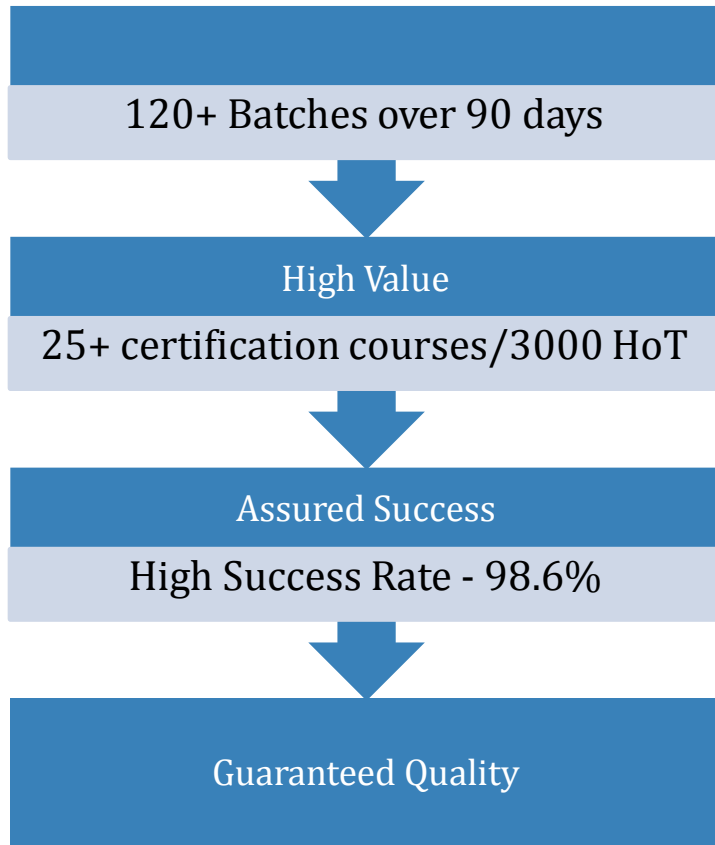 120+ Batches over 90 days
High Value
25+ certification courses/3000 HoT
Assured Success
High Success Rate - 98.6%
Guaranteed Quality